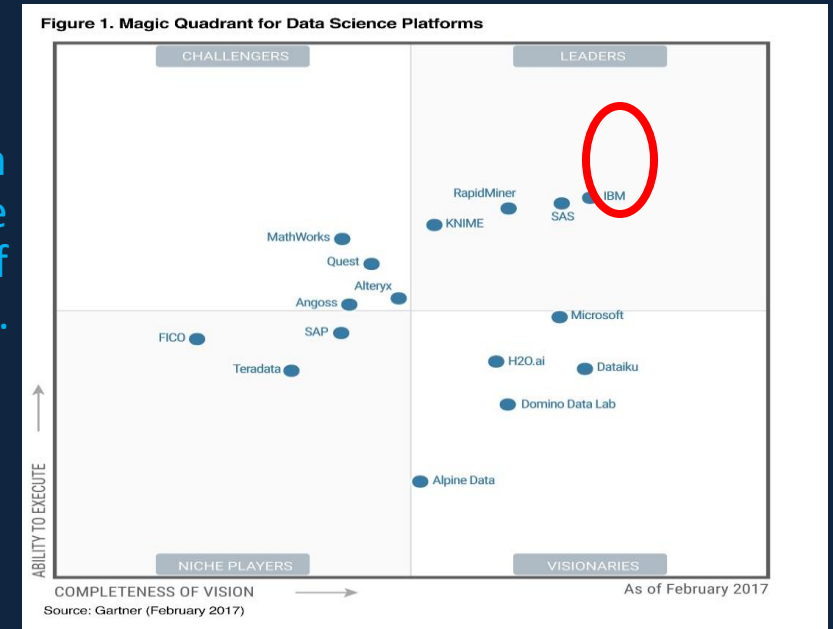 Figure 1. Magic Quadrant for Data Science Platforms
CHALLENGERS
LEADERS
RapidMiner
IBM
SAS
KNIME
MathWorks
Quest
Alteryx
Angoss
Microsoft
SAP
FICO
H2O.ai
Dataiku
Teradata
Domino Data Lab
Alpine Data
ABILITY TO EXECUTE
NICHE PLAYERS
VISIONARIES
COMPLETENESS OF VISION
As of February 2017
Source: Gartner (February 2017)